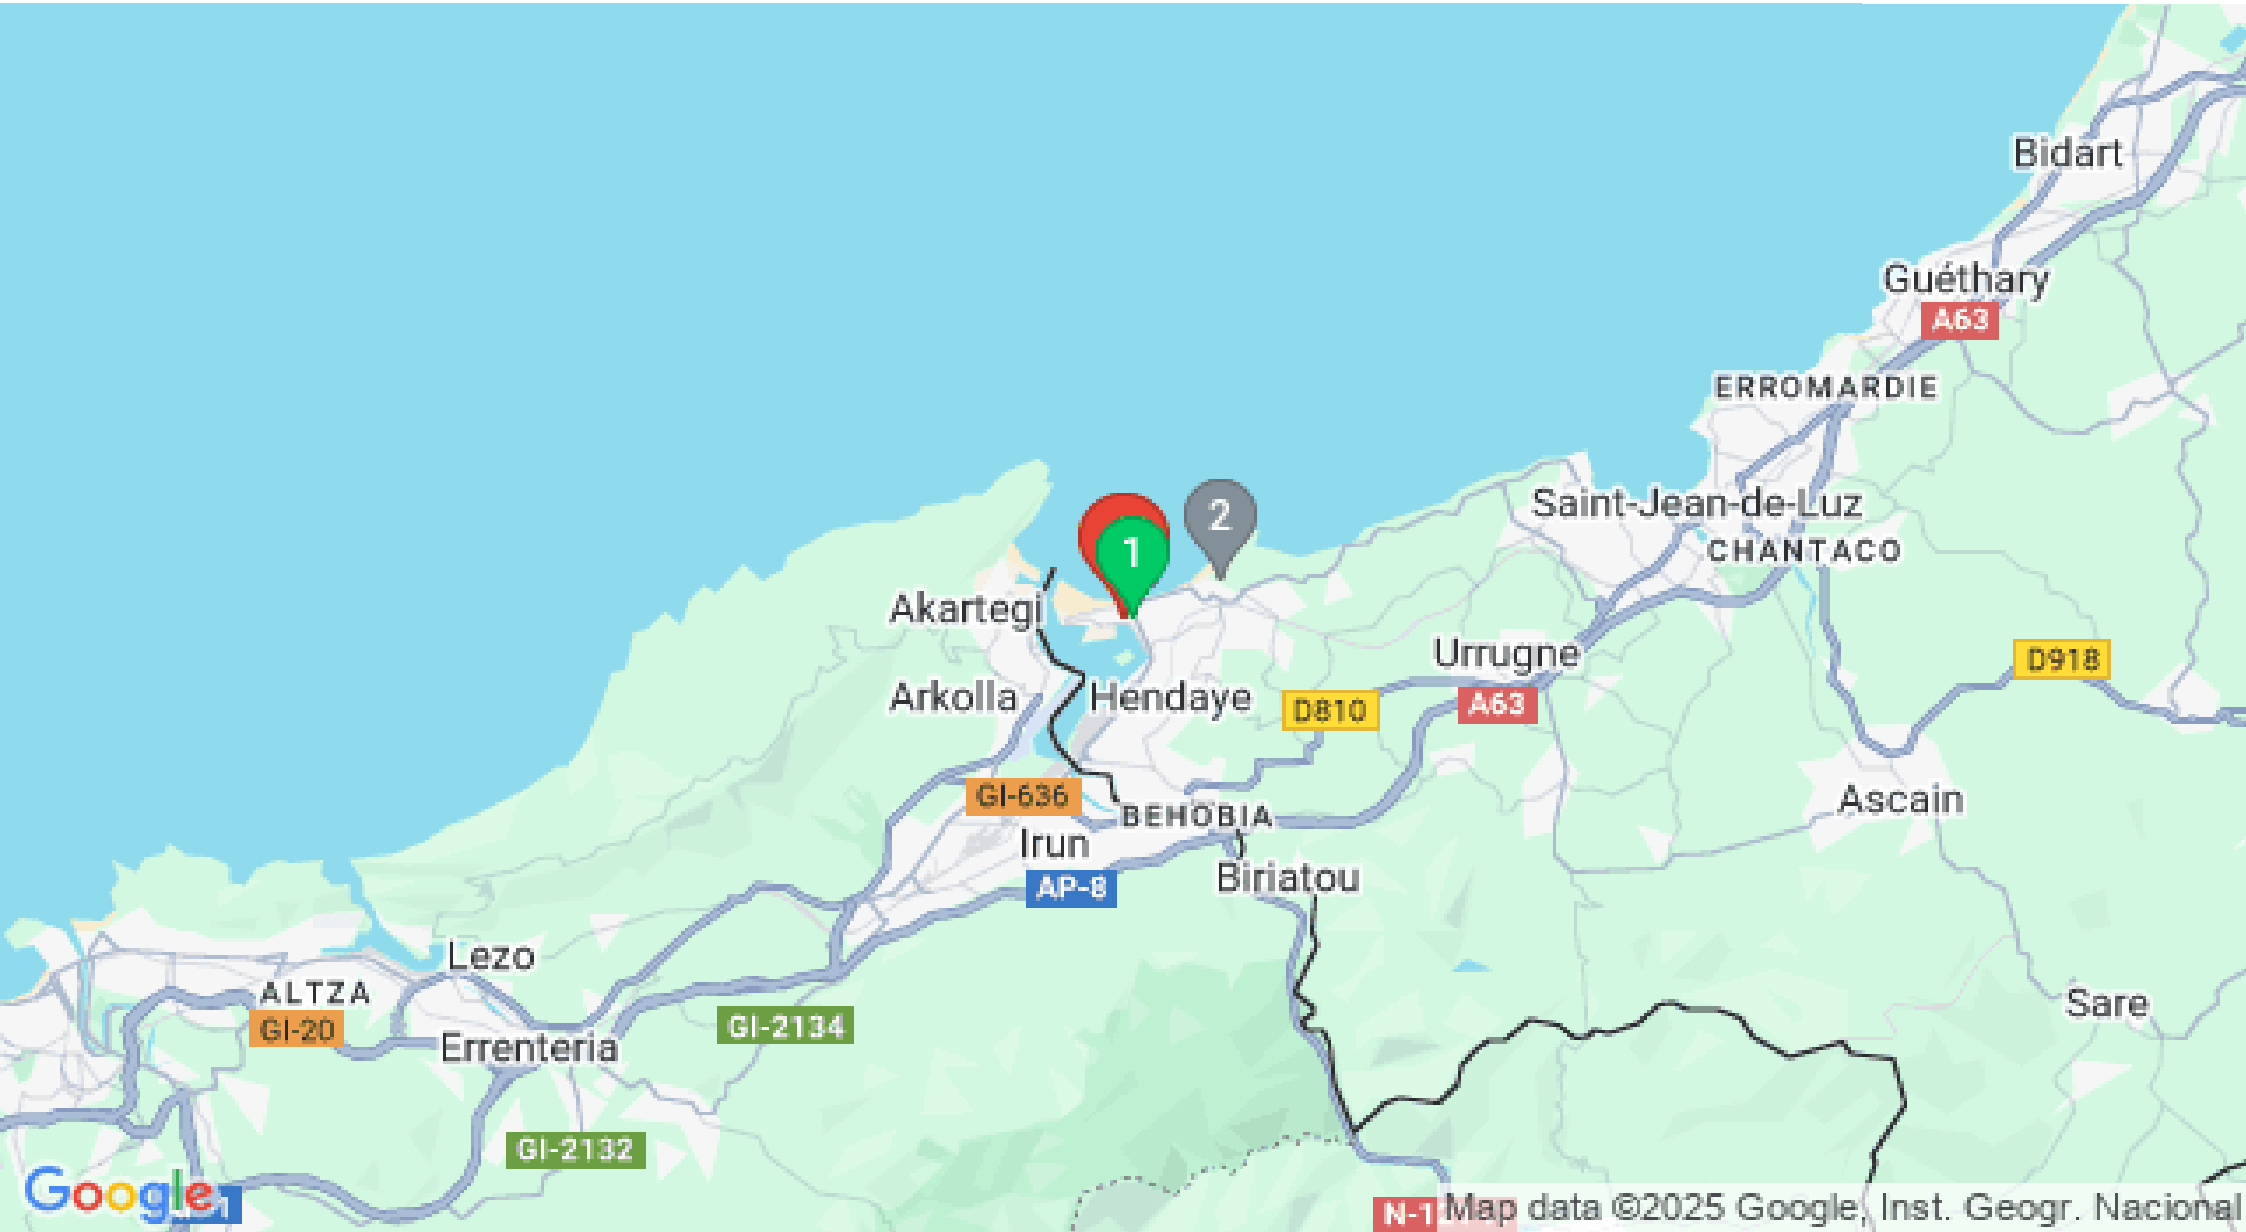 Bidart
Guéthary
A63
ERROMARDIE
2
Saint-Jean-de-Luz
1
CHANTACO
Akartegi
Urrugne
D918
Arkolla
Hendaye
D810
A63
GI-636
Ascain
BEHOBIA
Irun
Biriatou
AP-8
Lezo
ALTZA
Sare
GI-20
GI-2134
Errenteria
GI-2132
Google
N-1
Map data ©2025 Google, Inst. Geogr. Nacional